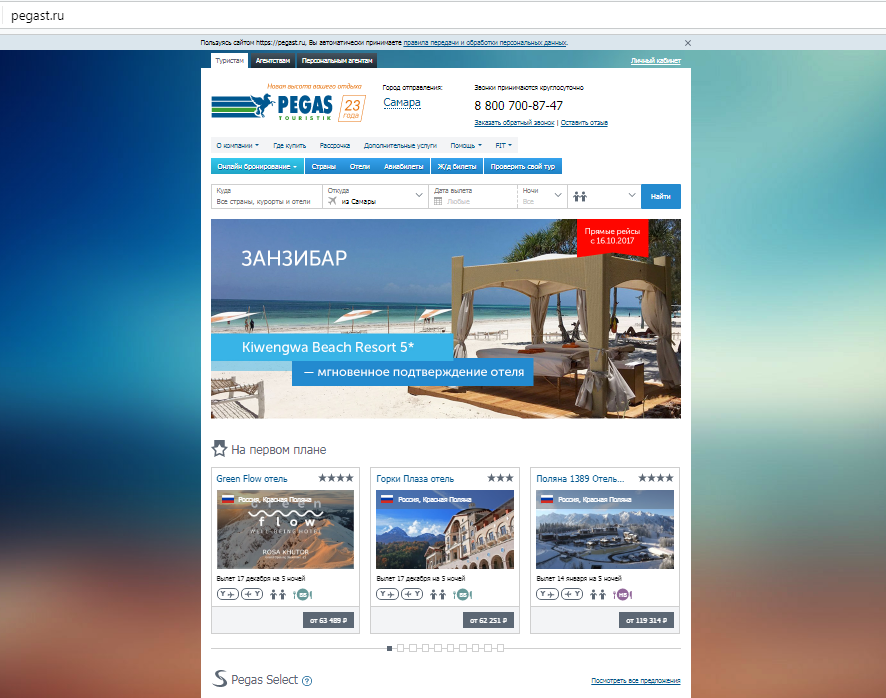 pegast.ru
Пользуясь сайтом https://pegast.ru, Вы автоматически принимаете правила передачи и обработки персональных данных.
Туристам Агентствам Персональным агентам Личный кабинет
Новая высота вашего отдыха
PEGAS
TOURISTIK
23
года
Город отправления:
Самара
Звонки принимаются круглосуточно
8 800 700-87-47
Заказать обратный звонок | Оставить отзыв
О компании Где купить Рассрочка Дополнительные услуги Помощь FIT
Онлайн бронирование Страны Отели Авиабилеты Ж/д билеты Проверить свой тур
Куда Откуда Дата вылета Ночи
Все страны, курорты и отели из Самары Любые Все Найти
Прямые рейсы
с 16.10.2017
ЗАНЗИБАР
Kiwengwa Beach Resort 5*
— мгновенное подтверждение отеля
На первом плане
Green Flow отель
Россия, Красная Поляна
green
flow
WELL-BEING HOTEL
ROSA KHUTOR
Вылет 17 декабря на 5 ночей
BB
от 63 489 ₽
Горки Плаза отель
Россия, Красная Поляна
Вылет 17 декабря на 5 ночей
BB
от 62 251 ₽
Поляна 1389 Отель...
Россия, Красная Поляна
Вылет 14 января на 5 ночей
HB
от 119 314 ₽
Pegas Select ?
Посмотреть все предложения